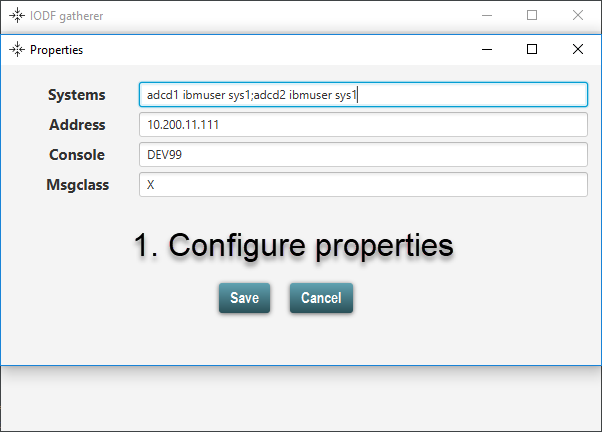 IODF gatherer
Properties
Systems adcd1 ibmuser sys1;adcd2 ibmuser sys1
Address 10.200.11.111
Console DEV99
Msgclass X
1. Configure properties
Save Cancel